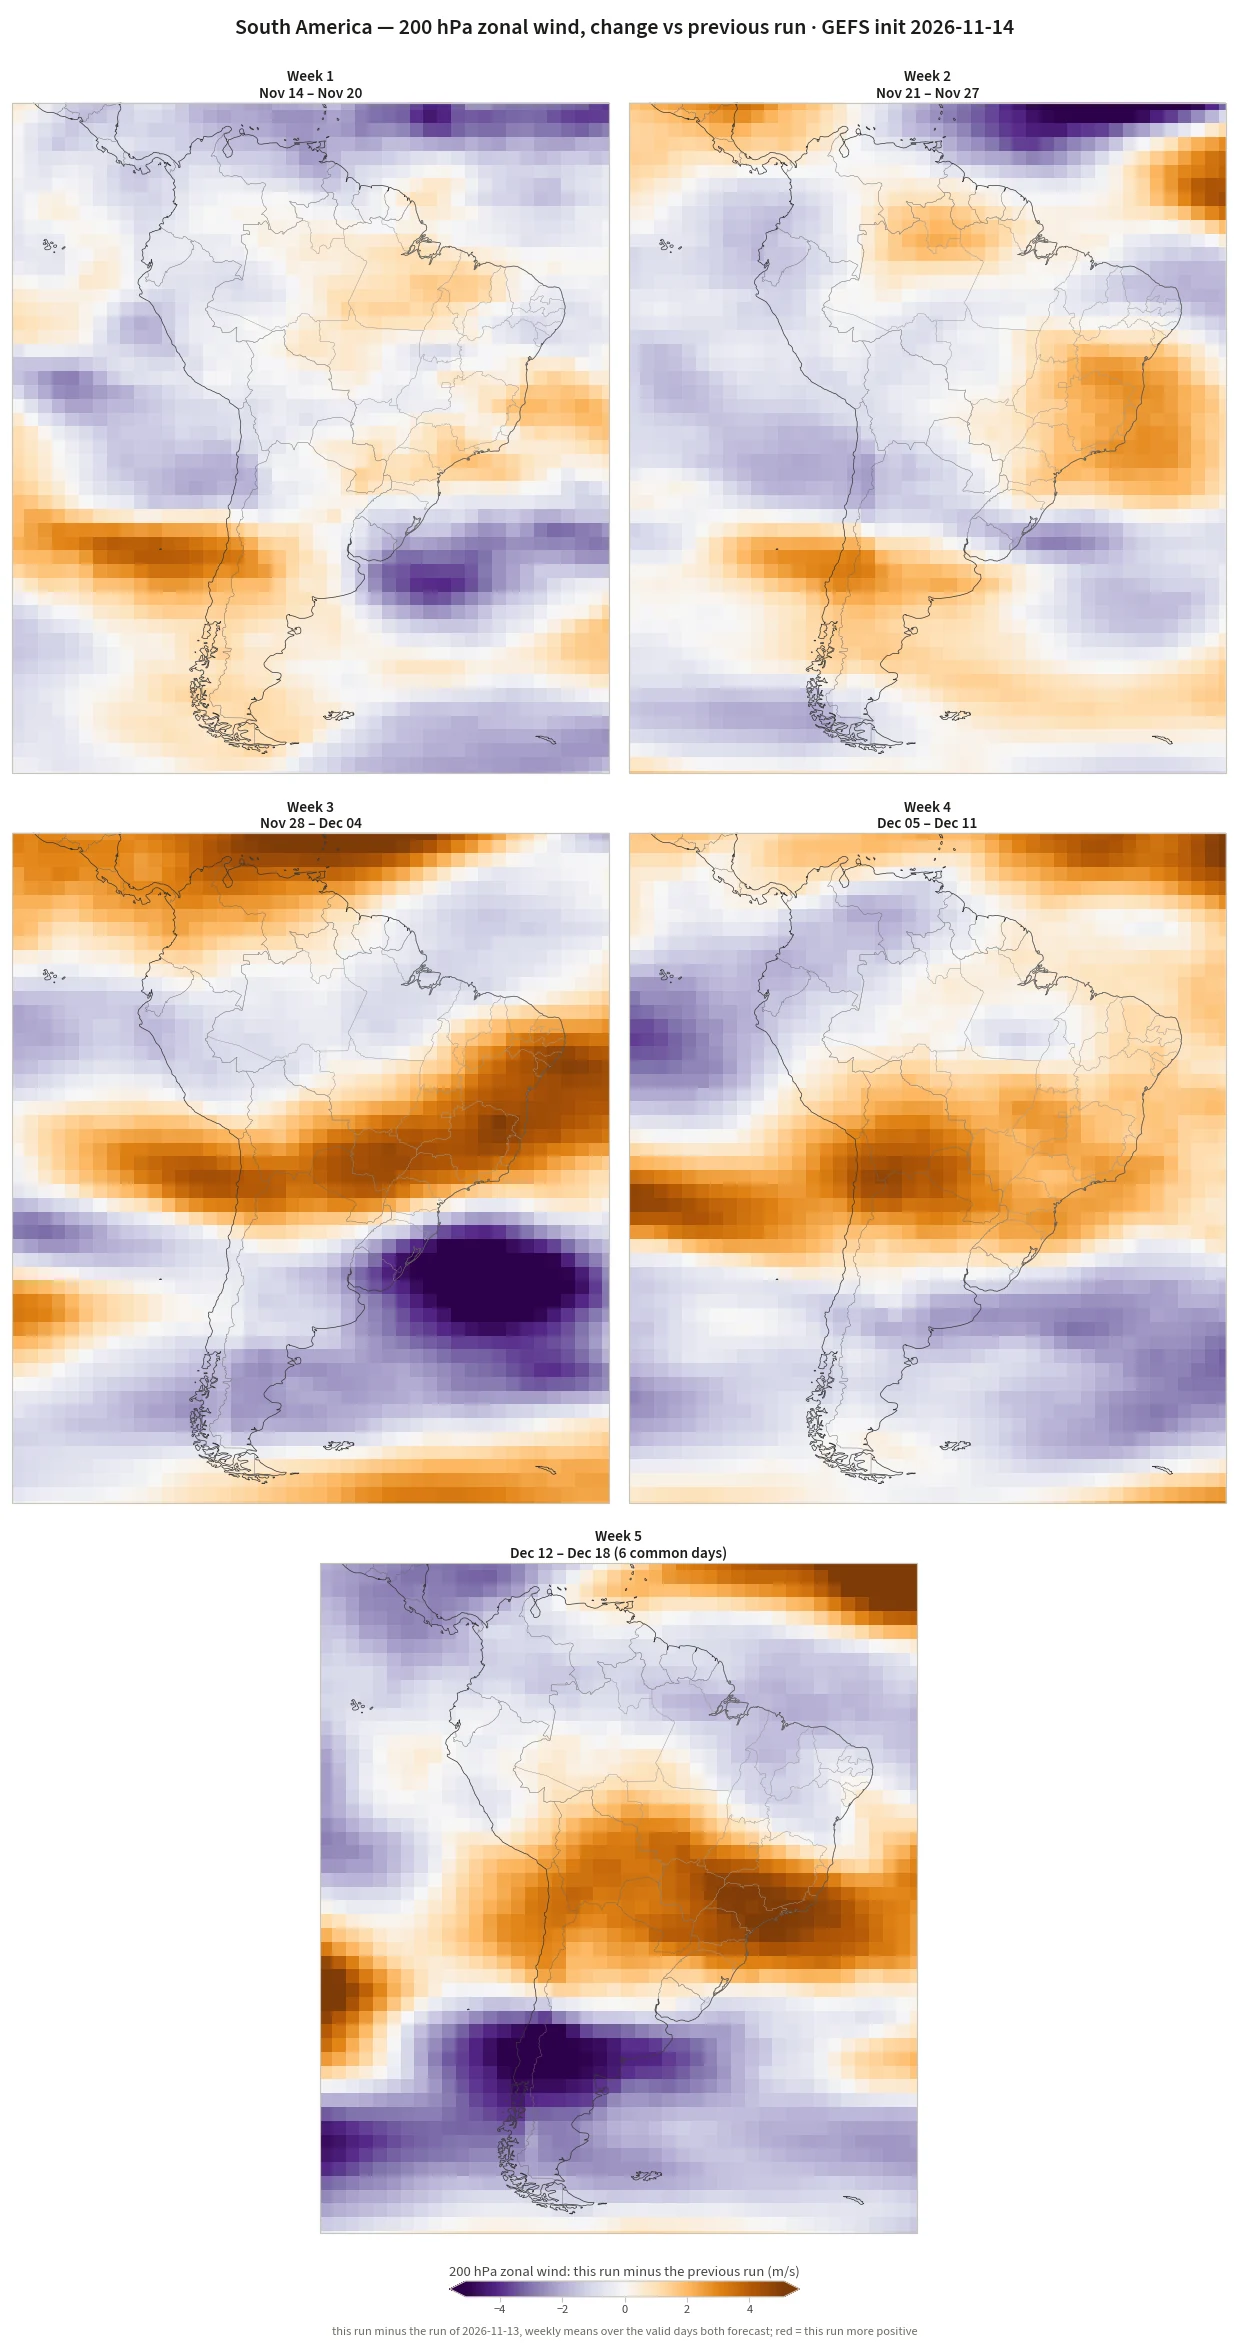 South America — 200 hPa zonal wind, change vs previous run · GEFS init 2026-11-14
Week 1
Nov 14 – Nov 20
Week 2
Nov 21 – Nov 27
Week 3
Nov 28 – Dec 04
Week 4
Dec 05 – Dec 11
Week 5
Dec 12 – Dec 18 (6 common days)
200 hPa zonal wind: this run minus the previous run (m/s)
−4 −2 0 2 4
this run minus the run of 2026-11-13, weekly means over the valid days both forecast; red = this run more positive